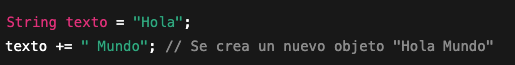 String texto = "Hola";
texto += " Mundo"; // Se crea un nuevo objeto "Hola Mundo"